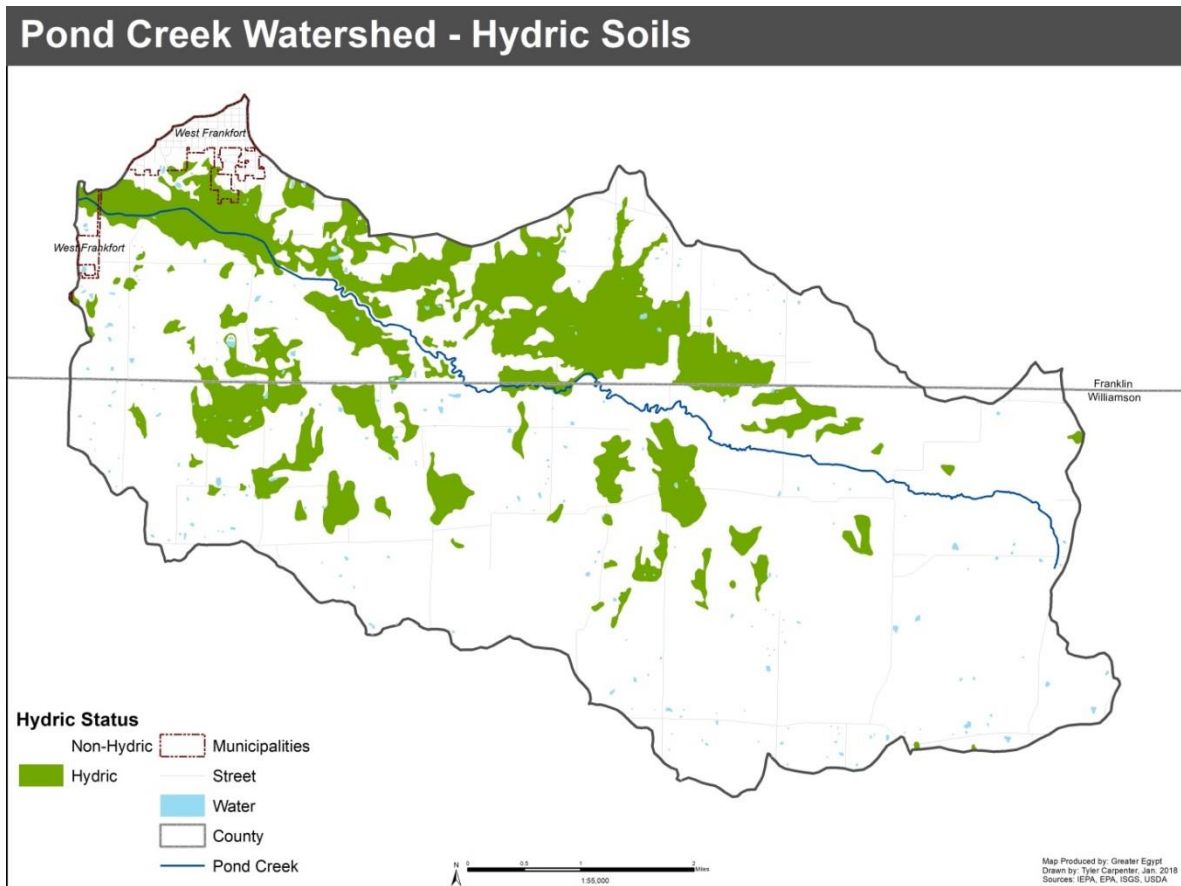 Pond Creek Watershed - Hydric Soils
West Frankfort
West Frankfort
Franklin
Williamson
Hydric Status
Non-Hydric
Hydric
Municipalities
Street
Water
County
Pond Creek
N
0 0.5 1 2
Miles
1:55,000
Map Produced by: Greater Egypt
Drawn by: Tyler Carpenter, Jan. 2018
Sources: IEPA, EPA, ISGS, USDA